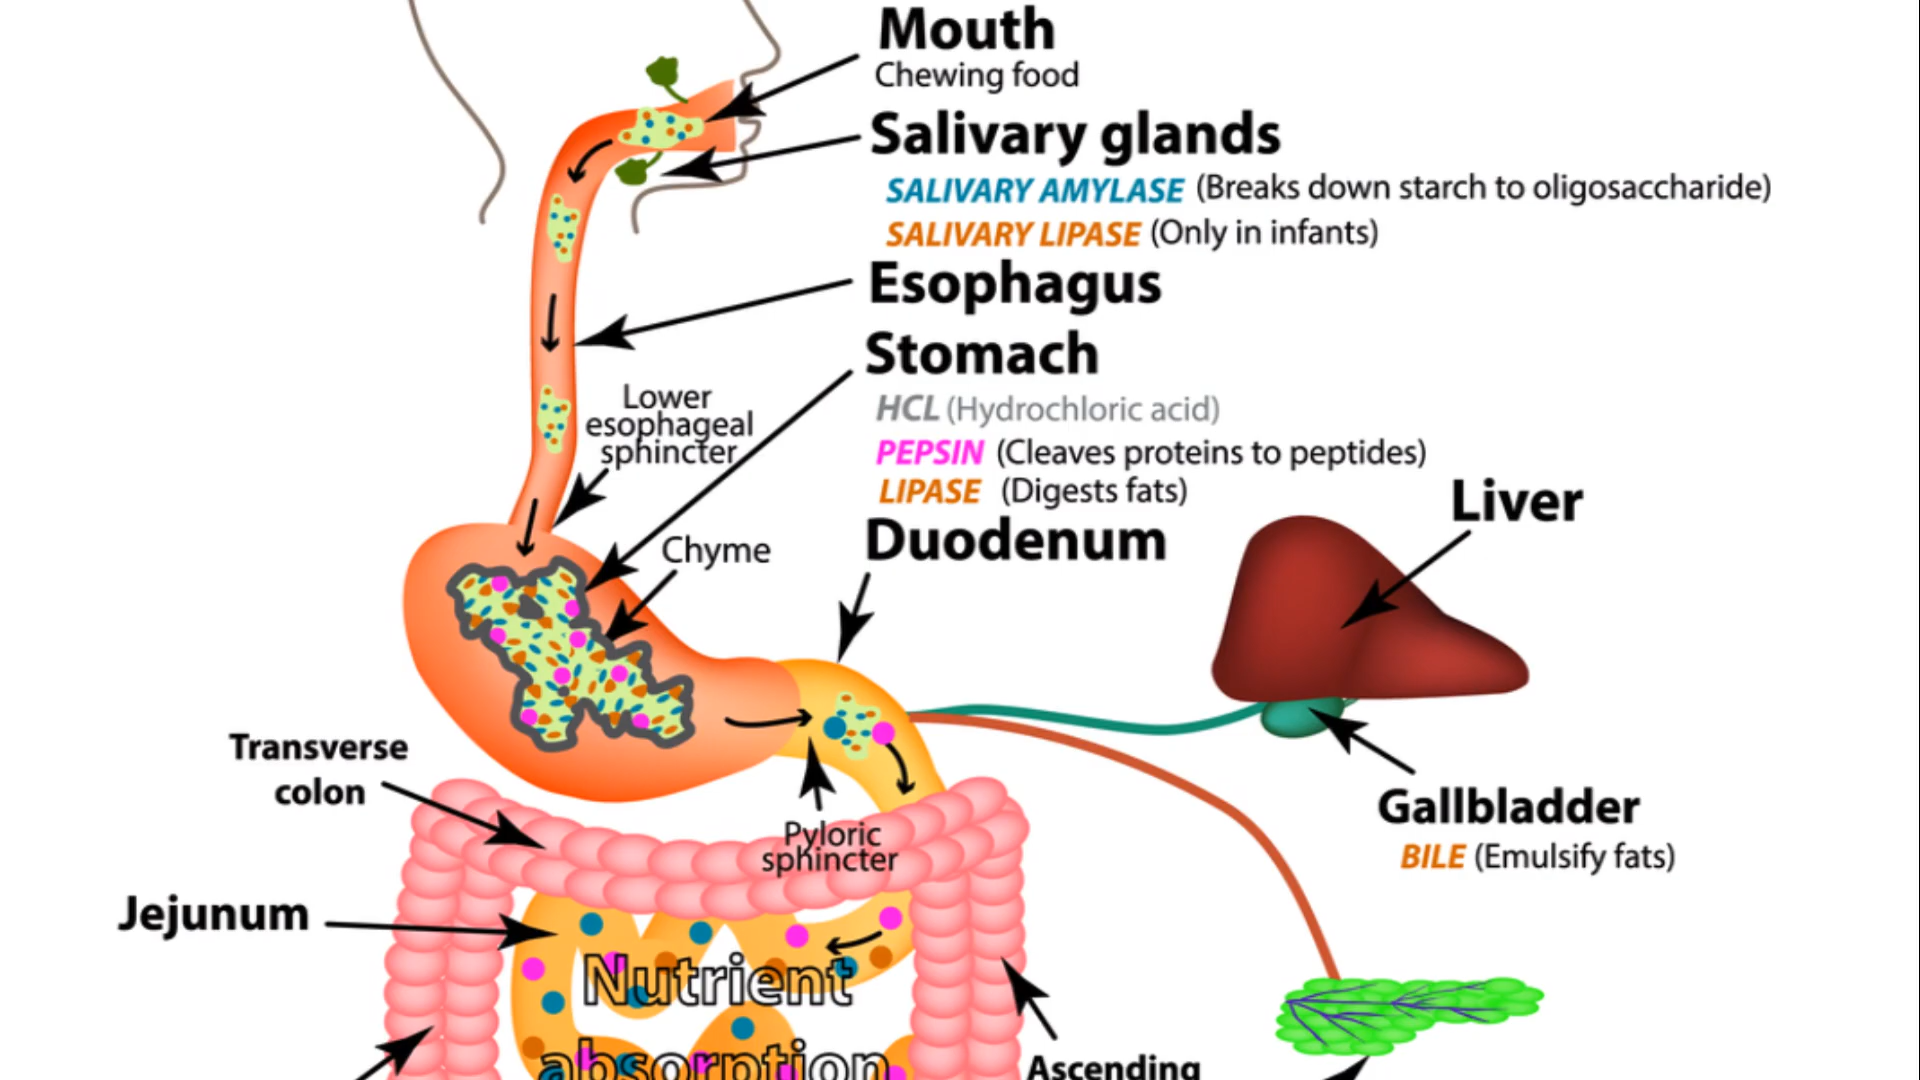 Mouth
Chewing food
Salivary glands
SALIVARY AMYLASE (Breaks down starch to oligosaccharide)
SALIVARY LIPASE (Only in infants)
Esophagus
Stomach
HCL (Hydrochloric acid)
PEPSIN (Cleaves proteins to peptides)
LIPASE (Digests fats)
Lower
esophageal
sphincter
Chyme
Duodenum
Liver
Transverse
colon
Pyloric
sphincter
Gallbladder
BILE (Emulsify fats)
Jejunum
Nutrient
absorption
Ascending